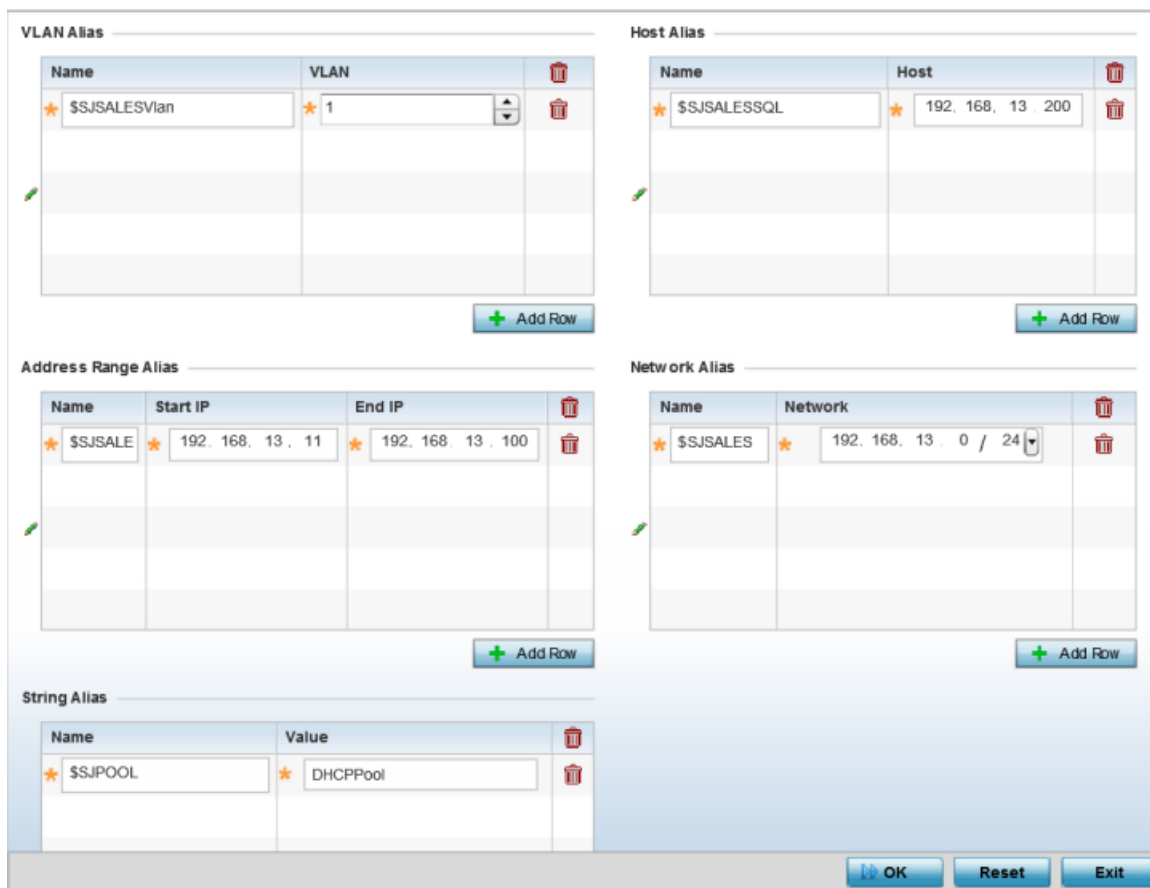 VLAN Alias
Name VLAN
$SJSALESVlan 1
Add Row
Host Alias
Name Host
$SJSALESSQL 192. 168. 13 . 200
Add Row
Address Range Alias
Name Start IP End IP
$SJSALE 192. 168. 13 . 11 192. 168. 13 . 100
Add Row
Network Alias
Name Network
$SJSALES 192. 168. 13 . 0 / 24
Add Row
String Alias
Name Value
$SJPOOL DHCPPool
OK Reset Exit